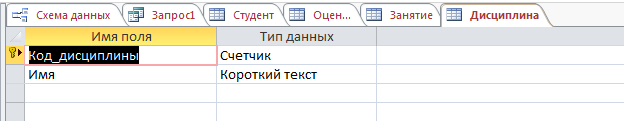 Схема данных Запрос1 Студент Оцен... Занятие Дисциплина
Имя поля Тип данных
Код_дисциплины Счетчик
Имя Короткий текст